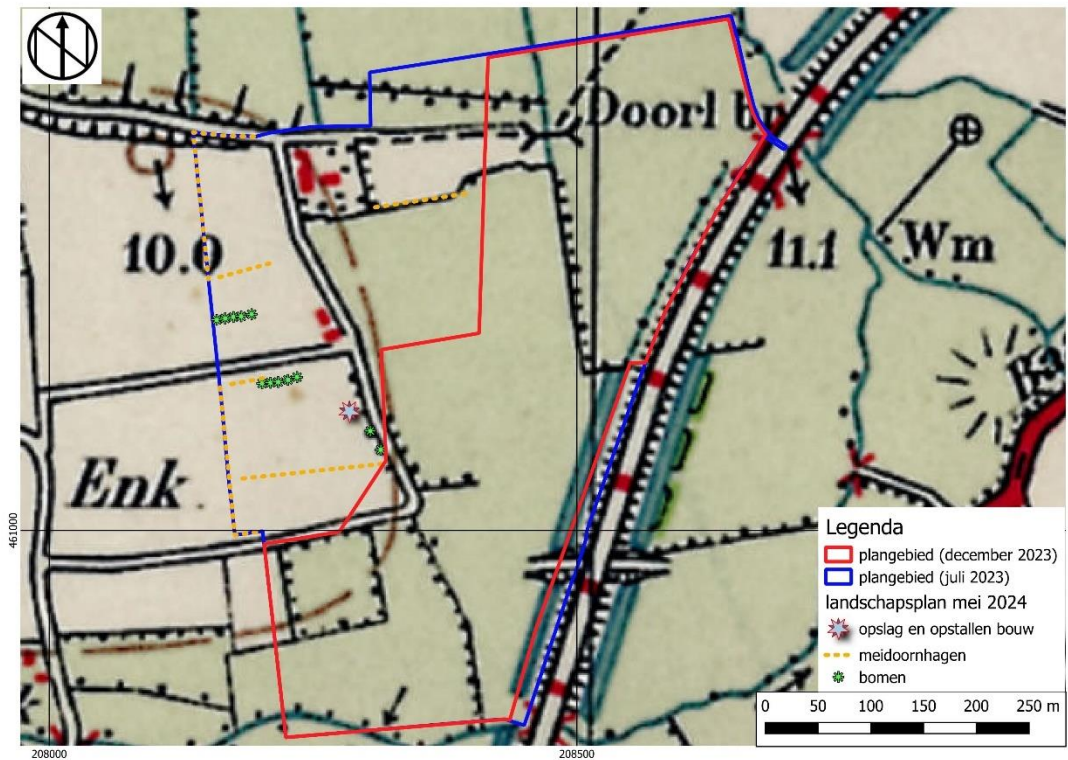 Doorl b
10.0
11.1
Wm
Enk
461000
Legenda
plangebied (december 2023)
plangebied (juli 2023)
landschapsplan mei 2024
opslag en opstallen bouw
meidoornhagen
bomen
0 50 100 150 200 250 m
208000 208500